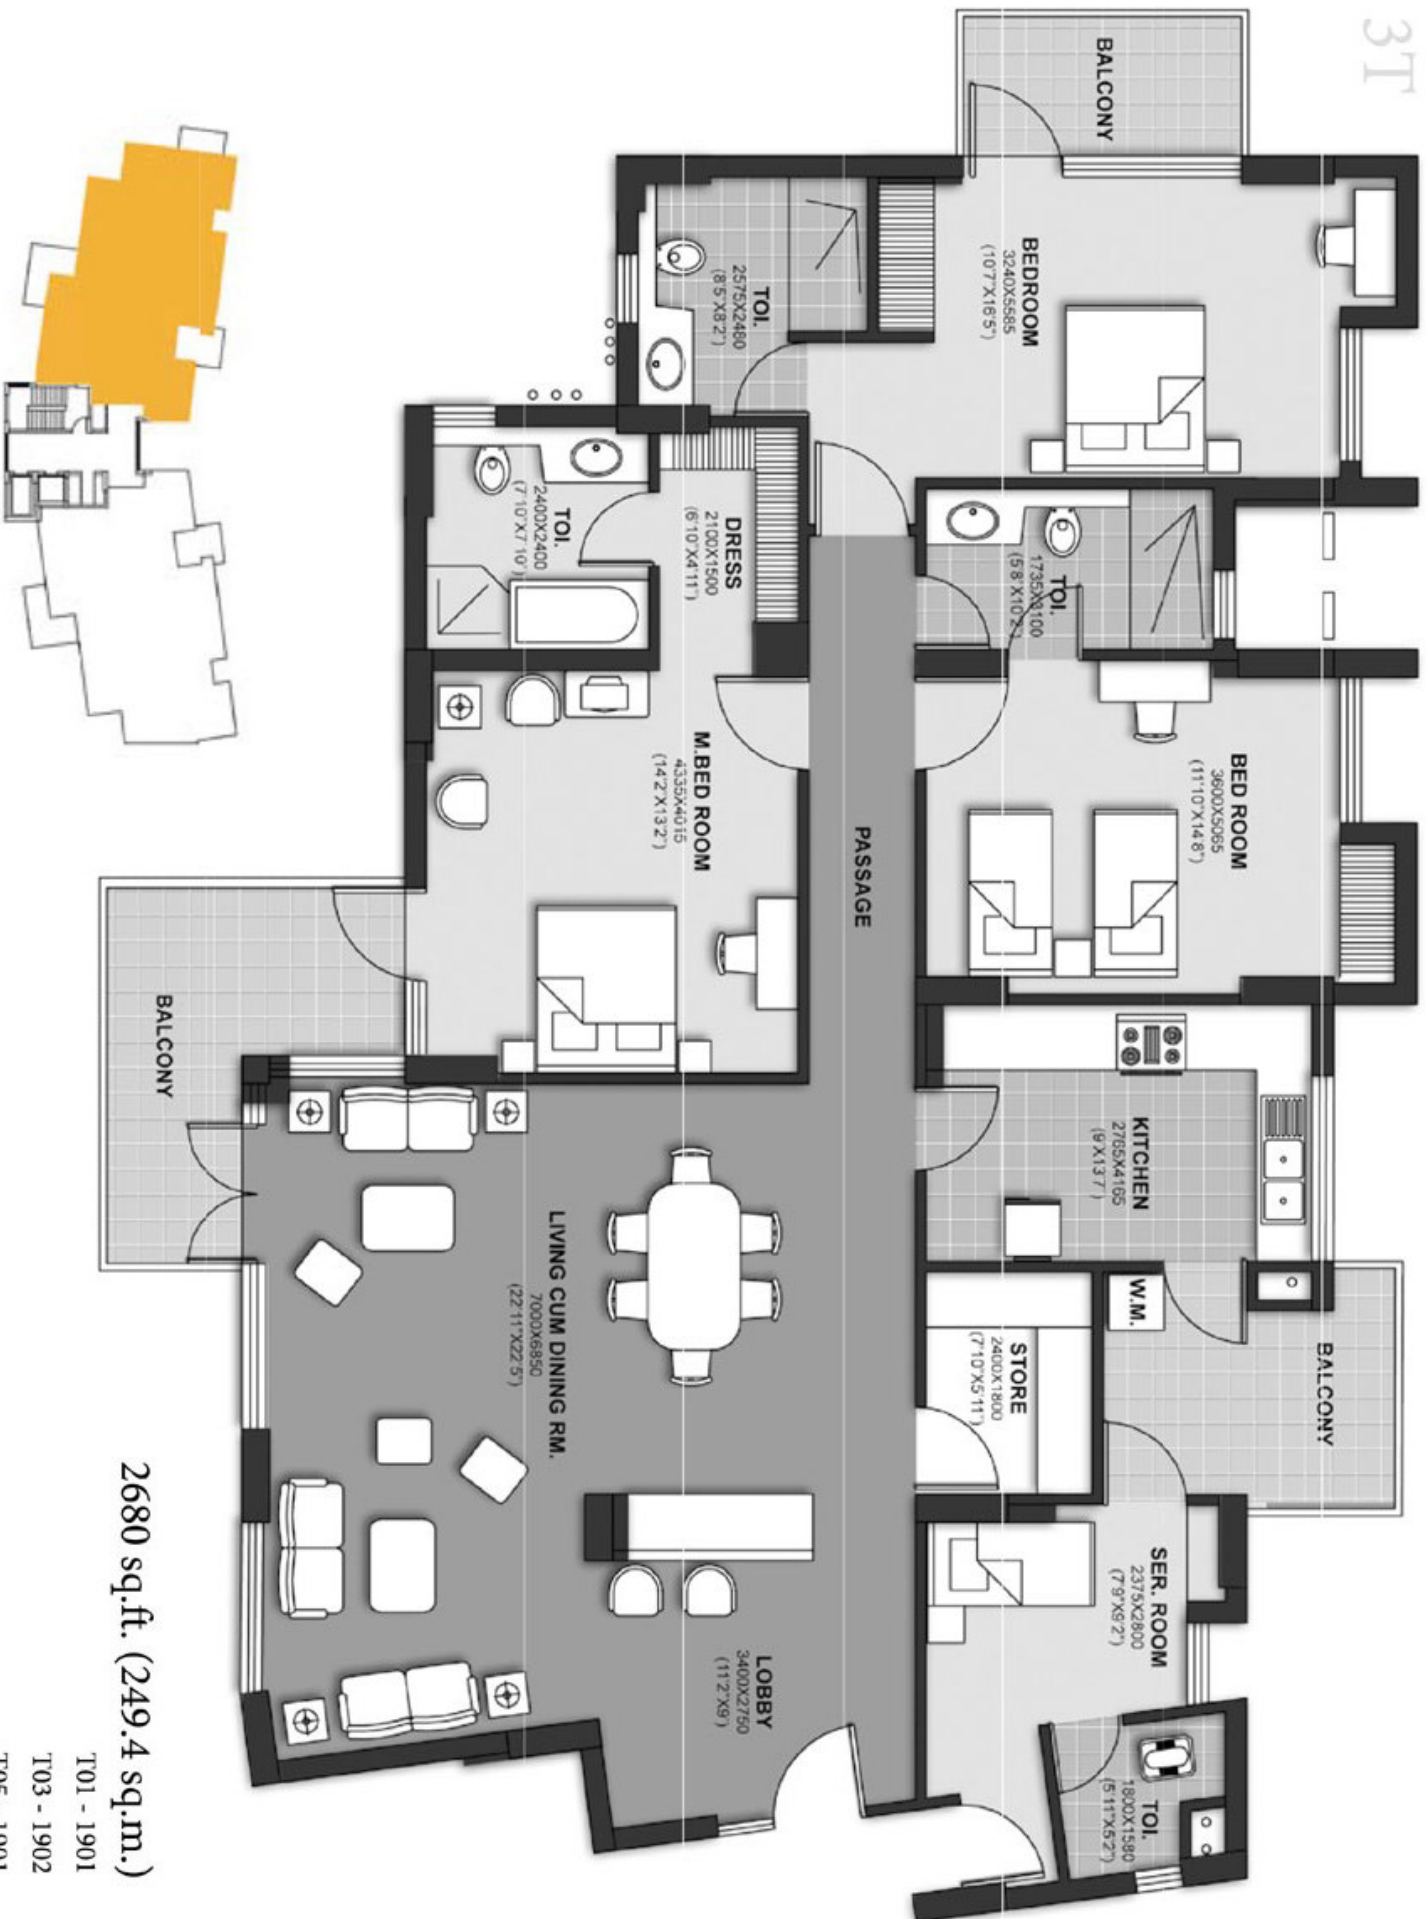 3T
BALCONY
BEDROOM
3240X5585
(10'7"X16'5")
TOI.
2575X2480
(8'5"X8'2")
TOI.
1735X3100
(5'8"X10'2")
DRESS
2100X1500
(6'10"X4'11")
TOI.
2400X2400
(7'10"X7'10")
BED ROOM
3600X5065
(11'10"X14'8")
PASSAGE
M.BED ROOM
4335X4015
(14'2"X13'2")
BALCONY
KITCHEN
2765X4165
(9'X13'7")
W.M.
BALCONY
STORE
2400X1800
(7'10"X5'11")
LIVING CUM DINING RM.
7000X6850
(22'11"X22'5")
SER. ROOM
2375X2800
(7'9"X9'2")
LOBBY
3400X2750
(11'2"X9')
TOI.
1800X1580
(5'11"X5'2")
2680 sq.ft. (249.4 sq.m.)
T01 - 1901
T03 - 1902